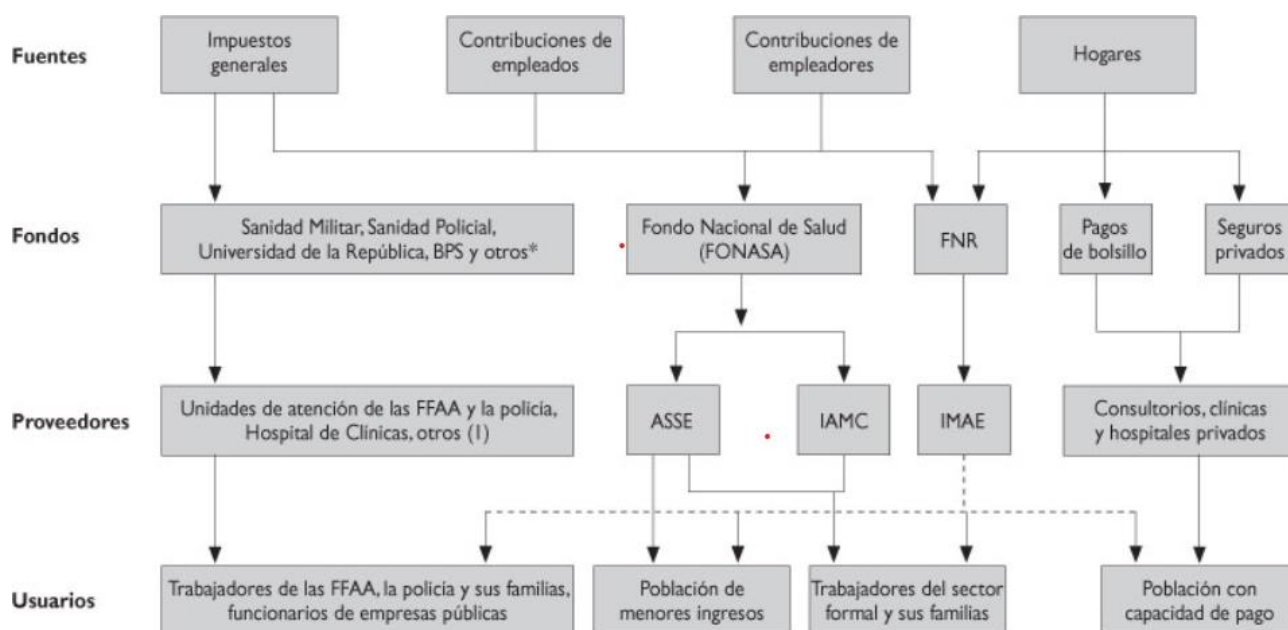 Fuentes
Impuestos
generales
Contribuciones de
empleados
Contribuciones de
empleadores
Hogares
Fondos
Sanidad Militar, Sanidad Policial,
Universidad de la República, BPS y otros*
Fondo Nacional de Salud
(FONASA)
FNR
Pagos
de bolsillo
Seguros
privados
Proveedores
Unidades de atención de las FFAA y la policía,
Hospital de Clínicas, otros (1)
ASSE
IAMC
IMAE
Consultorios, clínicas
y hospitales privados
Usuarios
Trabajadores de las FFAA, la policía y sus familias,
funcionarios de empresas públicas
Población de
menores ingresos
Trabajadores del sector
formal y sus familias
Población con
capacidad de pago